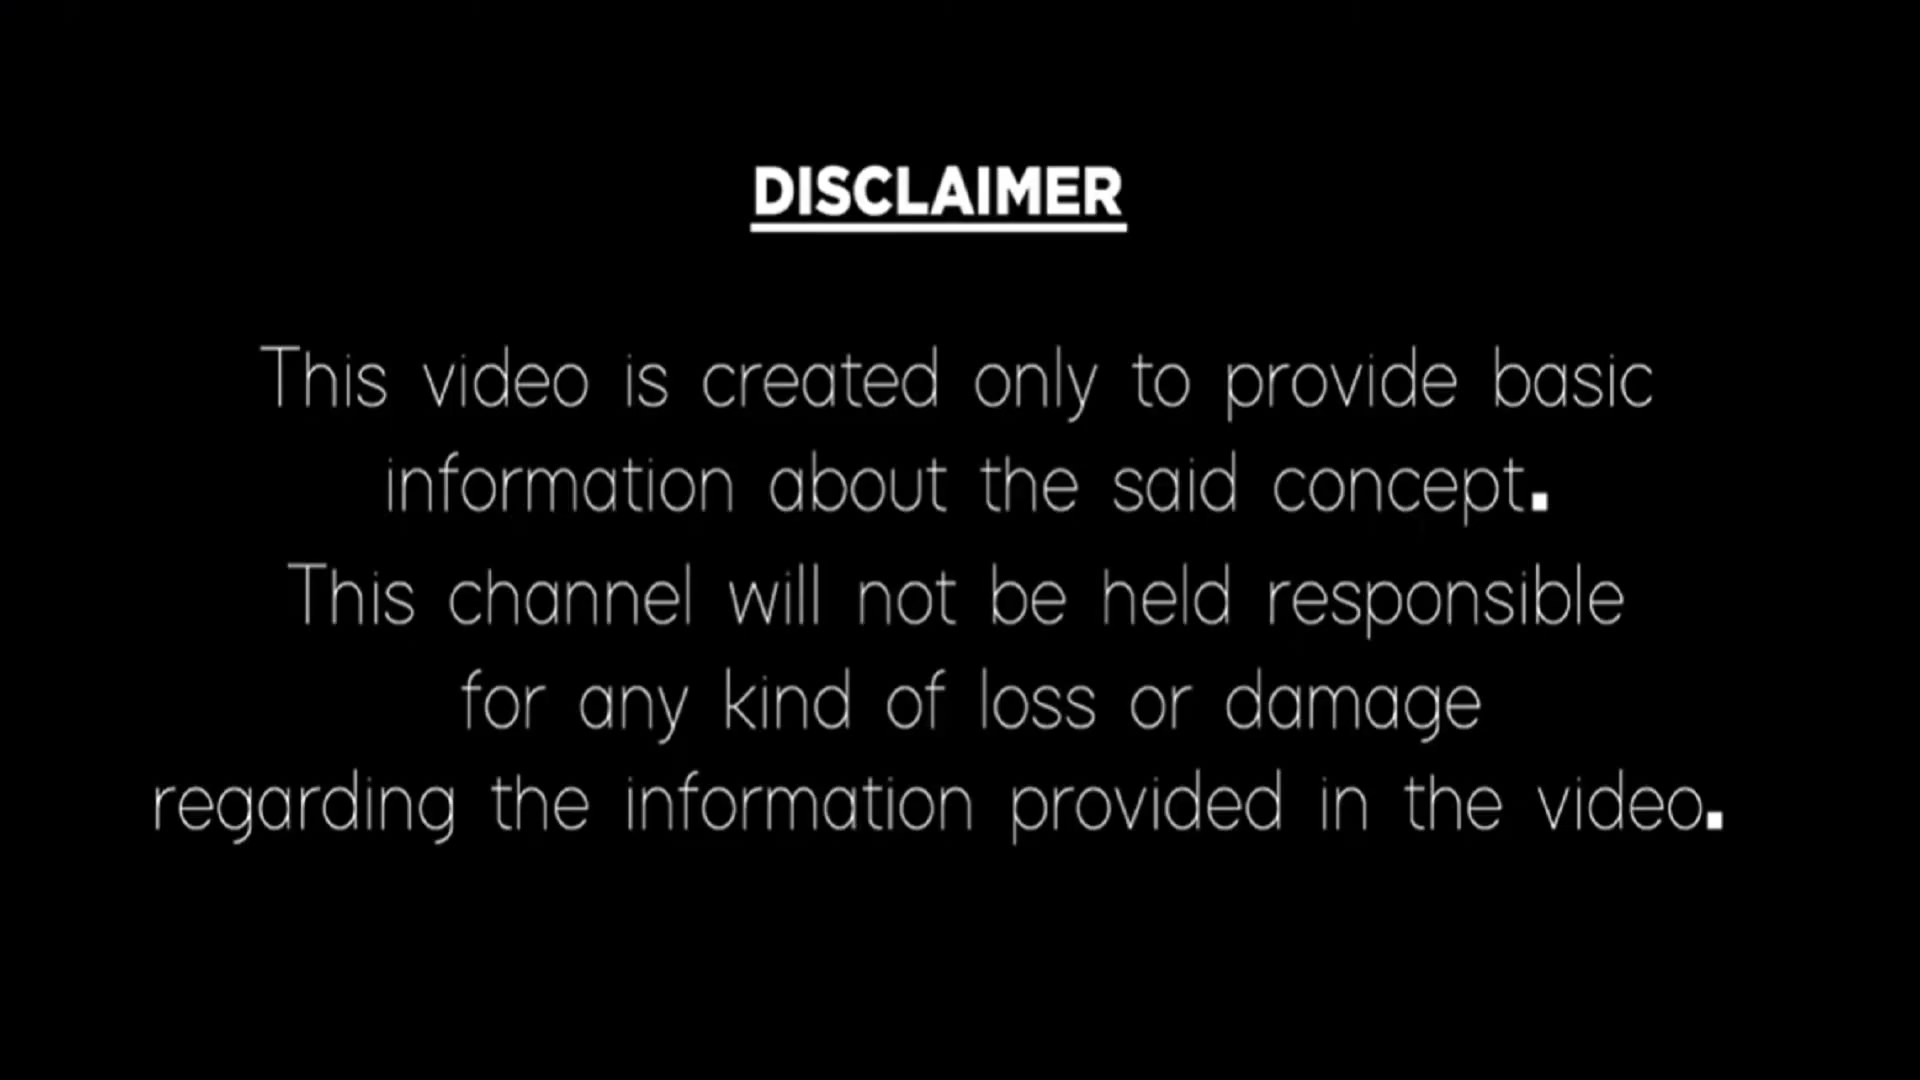 DISCLAIMER
This video is created only to provide basic
information about the said concept.
This channel will not be held responsible
for any kind of loss or damage
regarding the information provided in the video.